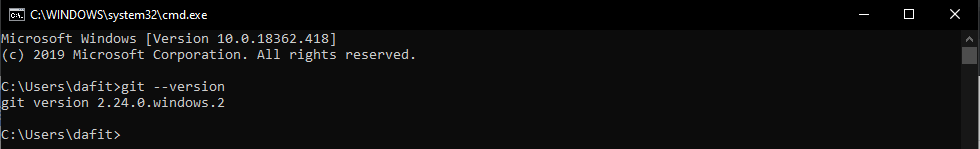 C:\WINDOWS\system32\cmd.exe
Microsoft Windows [Version 10.0.18362.418]
(c) 2019 Microsoft Corporation. All rights reserved.
C:\Users\dafit>git --version
git version 2.24.0.windows.2
C:\Users\dafit>